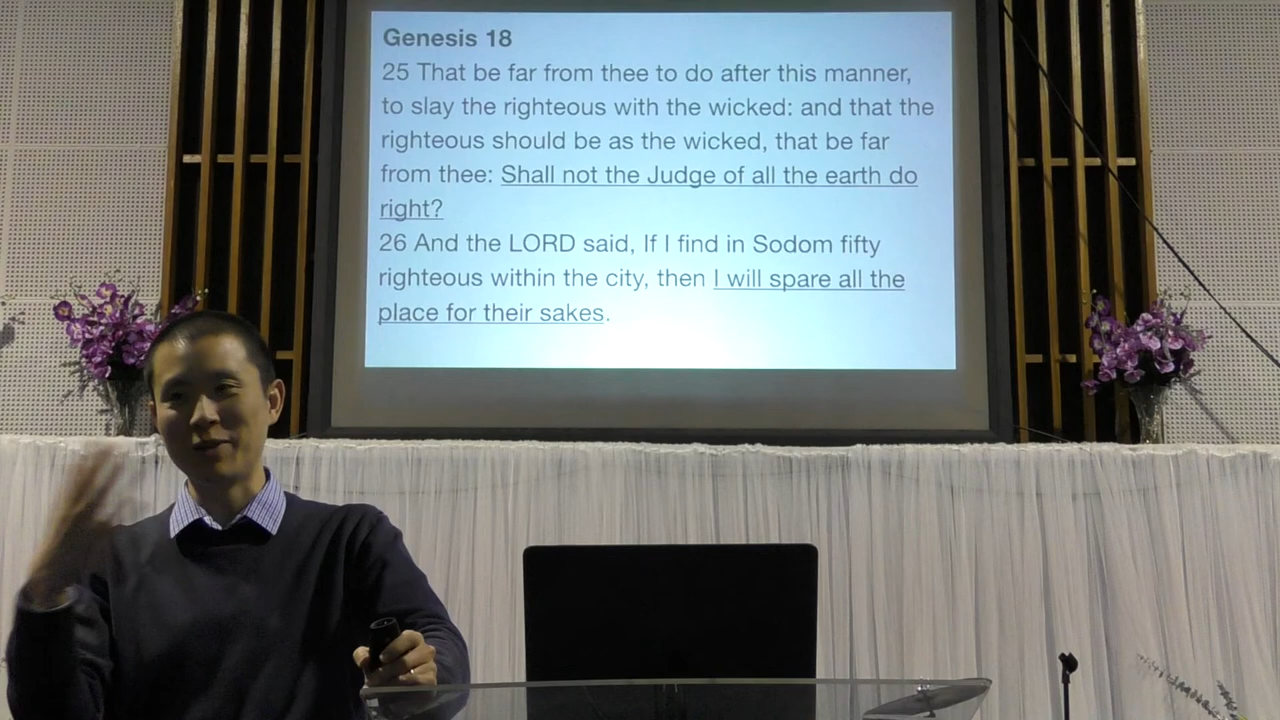 Genesis 18
25 That be far from thee to do after this manner,
to slay the righteous with the wicked: and that the
righteous should be as the wicked, that be far
from thee: Shall not the Judge of all the earth do
right?
26 And the LORD said, If I find in Sodom fifty
righteous within the city, then I will spare all the
place for their sakes.